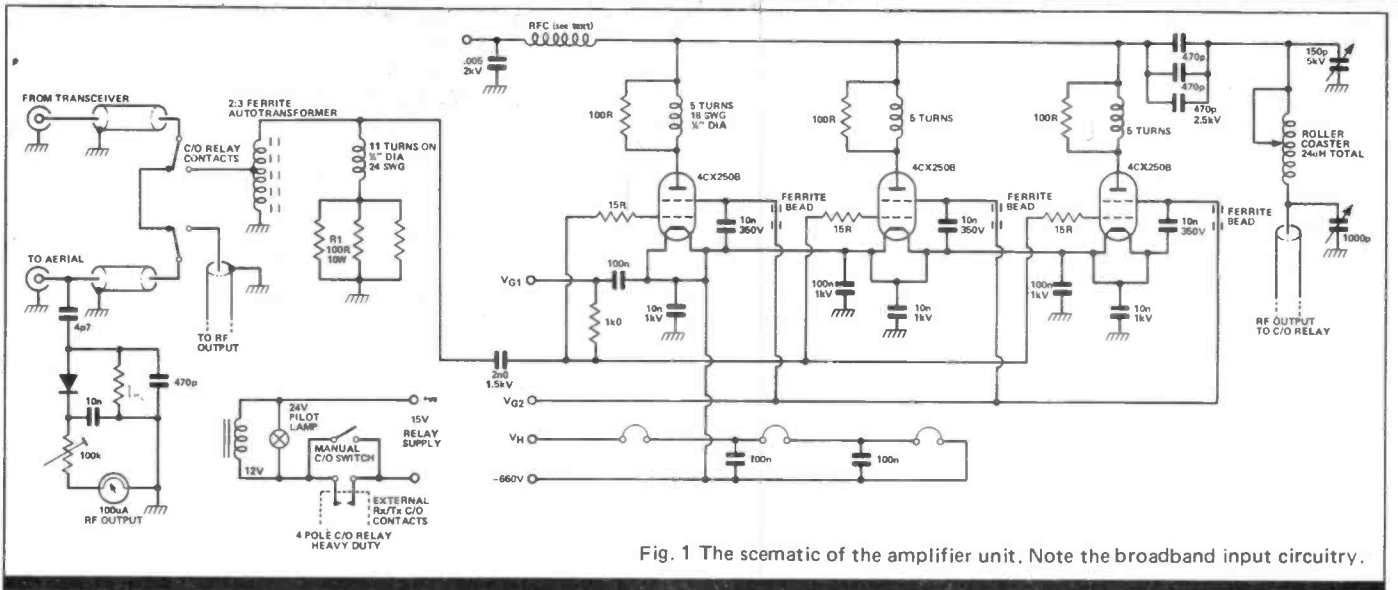 RFC (see text)
.005
2kV
FROM TRANSCEIVER
2:3 FERRITE
AUTOTRANSFORMER
C/O RELAY
CONTACTS
11 TURNS ON
½" DIA
24 SWG
R1
100R
10W
TO AERIAL
4p7
TO RF
OUTPUT
470p
10n
100k
100uA
RF OUTPUT
24V
PILOT
LAMP
15V
RELAY
SUPPLY
MANUAL
C/O SWITCH
12V
EXTERNAL
Rx/Tx C/O
CONTACTS
4 POLE C/O RELAY
HEAVY DUTY
100R
5 TURNS
18 SWG
½" DIA
100R
5 TURNS
100R
5 TURNS
470p
470p
470p
2.5kV
150p
5kV
ROLLER
COASTER
24uH TOTAL
1000p
RF OUTPUT
TO C/O RELAY
4CX250B
4CX250B
4CX250B
15R
15R
15R
FERRITE
BEAD
FERRITE
BEAD
FERRITE
BEAD
10n
350V
10n
350V
10n
350V
VG1
100n
1k0
10n
1kV
100n
1kV
10n
1kV
100n
1kV
10n
1kV
2n0
1.5kV
VG2
VH
100n
100n
-660V
Fig. 1 The scematic of the amplifier unit. Note the broadband input circuitry.